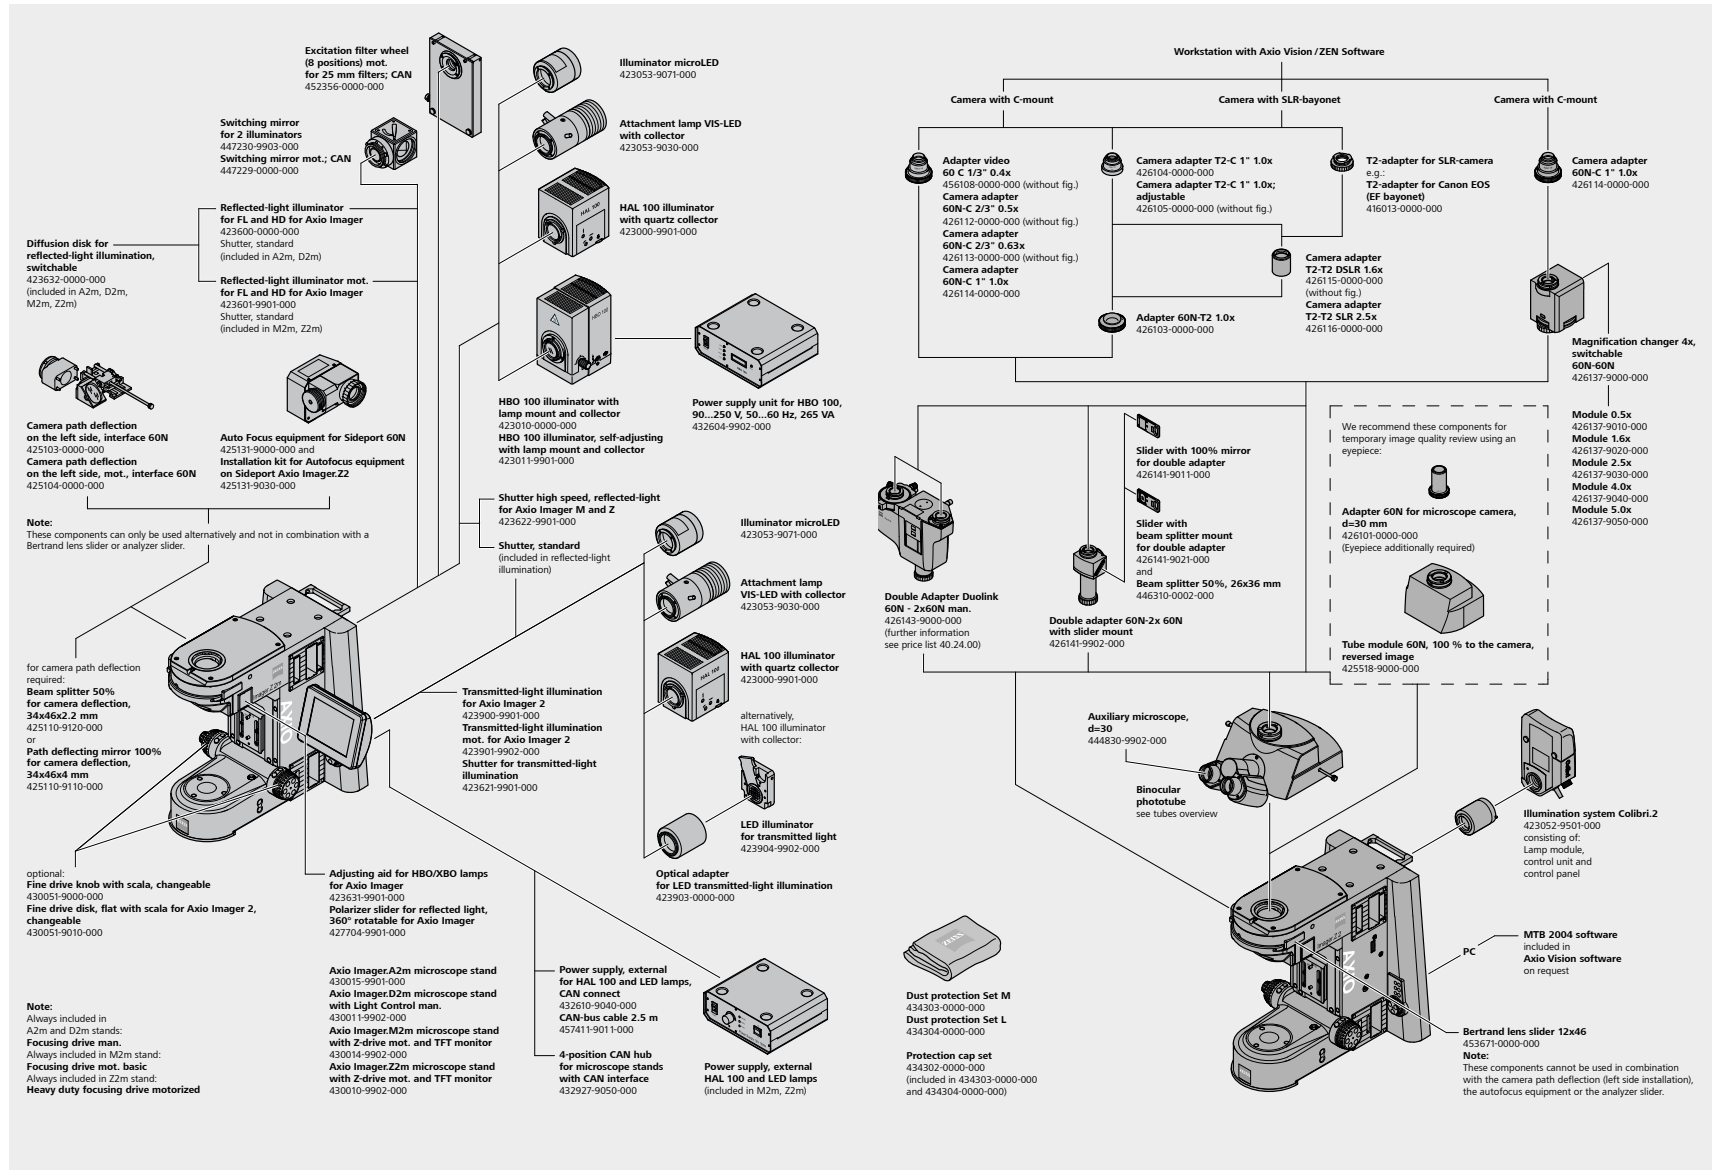 Excitation filter wheel
(8 positions) mot.
for 25 mm filters; CAN
452356-0000-000
Switching mirror
for 2 illuminators
447230-9903-000
Switching mirror mot.; CAN
447229-0000-000
Reflected-light illuminator
for FL and HD for Axio Imager
423600-0000-000
Shutter, standard
(included in A2m, D2m)
Diffusion disk for
reflected-light illumination,
switchable
423632-0000-000
(included in A2m, D2m,
M2m, Z2m)
Reflected-light illuminator mot.
for FL and HD for Axio Imager
423601-9901-000
Shutter, standard
(included in M2m, Z2m)
Illuminator microLED
423053-9071-000
Attachment lamp VIS-LED
with collector
423053-9030-000
HAL 100
HAL 100 illuminator
with quartz collector
423000-9901-000
HBO 100
HBO 100 illuminator with
lamp mount and collector
423010-0000-000
HBO 100 illuminator, self-adjusting
with lamp mount and collector
423011-9901-000
Power supply unit for HBO 100,
90...250 V, 50...60 Hz, 265 VA
432604-9902-000
Camera path deflection
on the left side, interface 60N
425103-0000-000
Camera path deflection
on the left side, mot., interface 60N
425104-0000-000
Auto Focus equipment for Sideport 60N
425131-9000-000 and
Installation kit for Autofocus equipment
on Sideport Axio Imager.Z2
425131-9030-000
Note:
These components can only be used alternatively and not in combination with a
Bertrand lens slider or analyzer slider.
Shutter high speed, reflected-light
for Axio Imager M and Z
423622-9901-000
Shutter, standard
(included in reflected-light
illumination)
Illuminator microLED
423053-9071-000
Attachment lamp
VIS-LED with collector
423053-9030-000
HAL 100
HAL 100 illuminator
with quartz collector
423000-9901-000
alternatively,
HAL 100 illuminator
with collector:
LED illuminator
for transmitted light
423904-9902-000
Optical adapter
for LED transmitted-light illumination
423903-0000-000
for camera path deflection
required:
Beam splitter 50%
for camera deflection,
34x46x2.2 mm
425110-9120-000
or
Path deflecting mirror 100%
for camera deflection,
34x46x4 mm
425110-9110-000
Imager.Z2m
AXIO
Transmitted-light illumination
for Axio Imager 2
423900-9901-000
Transmitted-light illumination
mot. for Axio Imager 2
423901-9902-000
Shutter for transmitted-light
illumination
423621-9901-000
optional:
Fine drive knob with scala, changeable
430051-9000-000
Fine drive disk, flat with scala for Axio Imager 2,
changeable
430051-9010-000
Adjusting aid for HBO/XBO lamps
for Axio Imager
423631-9901-000
Polarizer slider for reflected light,
360° rotatable for Axio Imager
427704-9901-000
Note:
Always included in
A2m and D2m stands:
Focusing drive man.
Always included in M2m stand:
Focusing drive mot. basic
Always included in Z2m stand:
Heavy duty focusing drive motorized
Axio Imager.A2m microscope stand
430015-9901-000
Axio Imager.D2m microscope stand
with Light Control man.
430011-9902-000
Axio Imager.M2m microscope stand
with Z-drive mot. and TFT monitor
430014-9902-000
Axio Imager.Z2m microscope stand
with Z-drive mot. and TFT monitor
430010-9902-000
Power supply, external
for HAL 100 and LED lamps,
CAN connect
432610-9040-000
CAN-bus cable 2.5 m
457411-9011-000
4-position CAN hub
for microscope stands
with CAN interface
432927-9050-000
Power supply, external
HAL 100 and LED lamps
(included in M2m, Z2m)
Workstation with Axio Vision / ZEN Software
Camera with C-mount
Camera with SLR-bayonet
Camera with C-mount
Adapter video
60 C 1/3" 0.4x
456108-0000-000 (without fig.)
Camera adapter
60N-C 2/3" 0.5x
426112-0000-000 (without fig.)
Camera adapter
60N-C 2/3" 0.63x
426113-0000-000 (without fig.)
Camera adapter
60N-C 1" 1.0x
426114-0000-000
Camera adapter T2-C 1" 1.0x
426104-0000-000
Camera adapter T2-C 1" 1.0x;
adjustable
426105-0000-000 (without fig.)
T2-adapter for SLR-camera
e.g.:
T2-adapter for Canon EOS
(EF bayonet)
416013-0000-000
Camera adapter
60N-C 1" 1.0x
426114-0000-000
Camera adapter
T2-T2 DSLR 1.6x
426115-0000-000
(without fig.)
Camera adapter
T2-T2 SLR 2.5x
426116-0000-000
Adapter 60N-T2 1.0x
426103-0000-000
Magnification changer 4x,
switchable
60N-60N
426137-9000-000
Module 0.5x
426137-9010-000
Module 1.6x
426137-9020-000
Module 2.5x
426137-9030-000
Module 4.0x
426137-9040-000
Module 5.0x
426137-9050-000
We recommend these components for
temporary image quality review using an
eyepiece:
Adapter 60N for microscope camera,
d=30 mm
426101-0000-000
(Eyepiece additionally required)
Tube module 60N, 100 % to the camera,
reversed image
425518-9000-000
Slider with 100% mirror
for double adapter
426141-9011-000
Slider with
beam splitter mount
for double adapter
426141-9021-000
and
Beam splitter 50%, 26x36 mm
446310-0002-000
Double Adapter Duolink
60N - 2x60N man.
426143-9000-000
(further information
see price list 40.24.00)
Double adapter 60N-2x 60N
with slider mount
426141-9902-000
Auxiliary microscope,
d=30
444830-9902-000
Binocular
phototube
see tubes overview
Colibri
Illumination system Colibri.2
423052-9501-000
consisting of:
Lamp module,
control unit and
control panel
ZEISS
Dust protection Set M
434303-0000-000
Dust protection Set L
434304-0000-000
Protection cap set
434302-0000-000
(included in 434303-0000-000
and 434304-0000-000)
Imager.Z2
AXIO
PC
MTB 2004 software
included in
Axio Vision software
on request
Bertrand lens slider 12x46
453671-0000-000
Note:
These components cannot be used in combination
with the camera path deflection (left side installation),
the autofocus equipment or the analyzer slider.